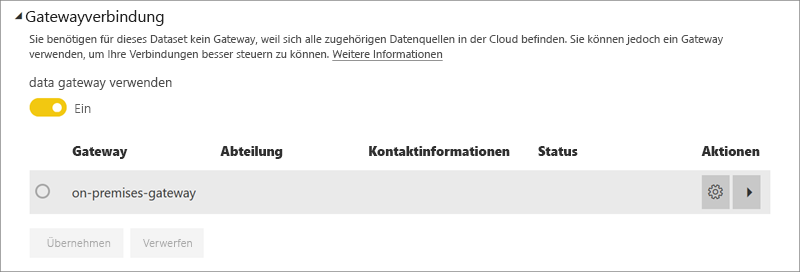 Gatewayverbindung
Sie benötigen für dieses Dataset kein Gateway, weil sich alle zugehörigen Datenquellen in der Cloud befinden. Sie können jedoch ein Gateway
verwenden, um Ihre Verbindungen besser steuern zu können. Weitere Informationen
data gateway verwenden
Ein
Gateway Abteilung Kontaktinformationen Status Aktionen
on-premises-gateway
Übernehmen Verwerfen